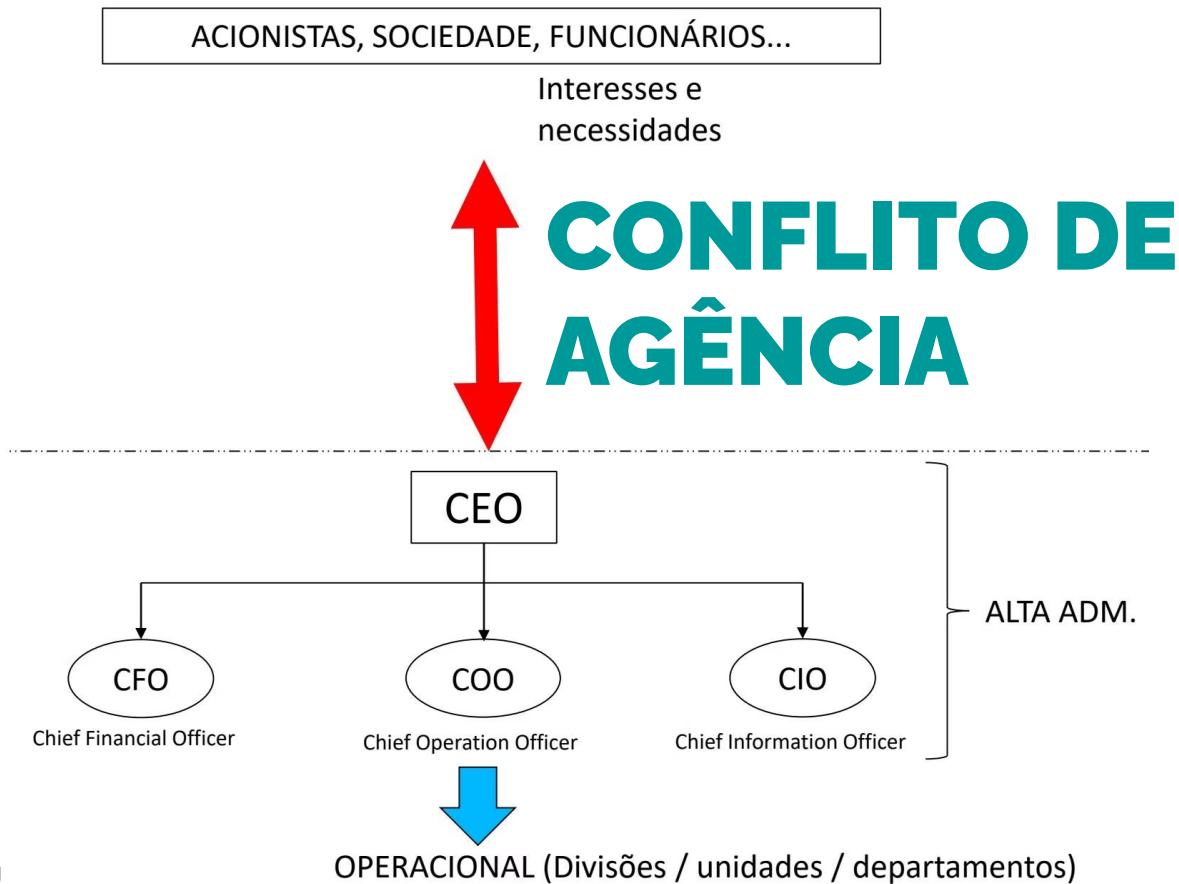 ACIONISTAS, SOCIEDADE, FUNCIONÁRIOS...
Interesses e
necessidades
CONFLITO DE
AGÊNCIA
CEO
ALTA ADM.
CFO
COO
CIO
Chief Financial Officer
Chief Operation Officer
Chief Information Officer
OPERACIONAL (Divisões / unidades / departamentos)